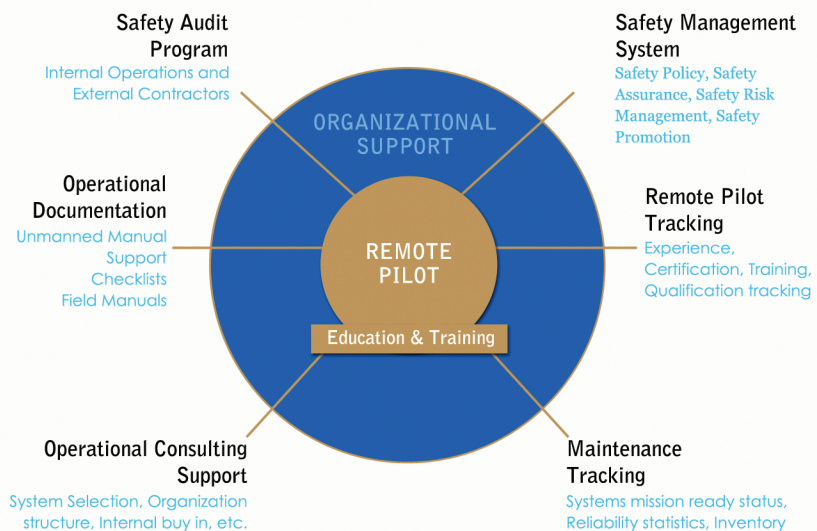 Safety Audit
Program
Internal Operations and
External Contractors
Safety Management
System
Safety Policy, Safety
Assurance, Safety Risk
Management, Safety
Promotion
ORGANIZATIONAL
SUPPORT
Operational
Documentation
Unmanned Manual
Support
Checklists
Field Manuals
REMOTE
PILOT
Remote Pilot
Tracking
Experience,
Certification, Training,
Qualification tracking
Education & Training
Operational Consulting
Support
System Selection, Organization
structure, Internal buy in, etc.
Maintenance
Tracking
Systems mission ready status,
Reliability statistics, Inventory